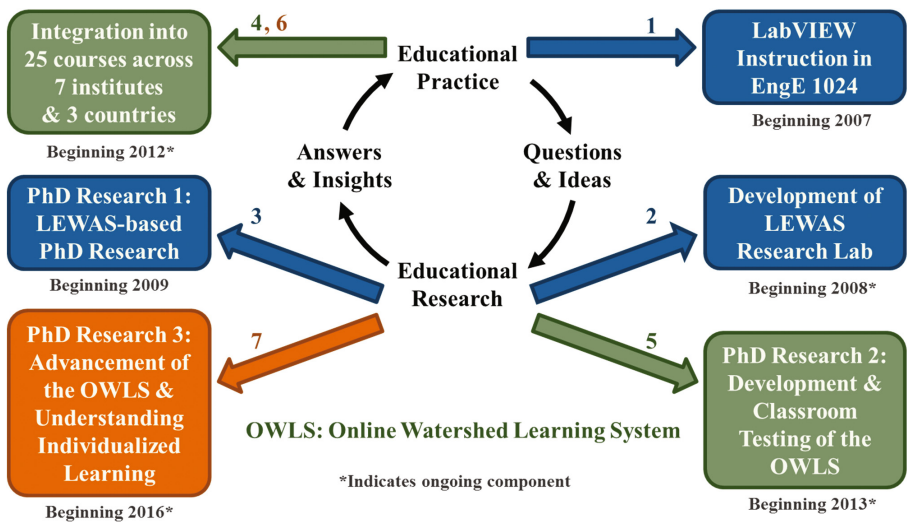 Integration into
25 courses across
7 institutes
& 3 countries
Beginning 2012*
4, 6
Educational
Practice
1
LabVIEW
Instruction in
EngE 1024
Beginning 2007
Answers
& Insights
Questions
& Ideas
PhD Research 1:
LEWAS-based
PhD Research
Beginning 2009
3
Educational
Research
2
Development of
LEWAS
Research Lab
Beginning 2008*
PhD Research 3:
Advancement of
the OWLS &
Understanding
Individualized
Learning
Beginning 2016*
7
5
PhD Research 2:
Development &
Classroom
Testing of the
OWLS
Beginning 2013*
OWLS: Online Watershed Learning System
*Indicates ongoing component